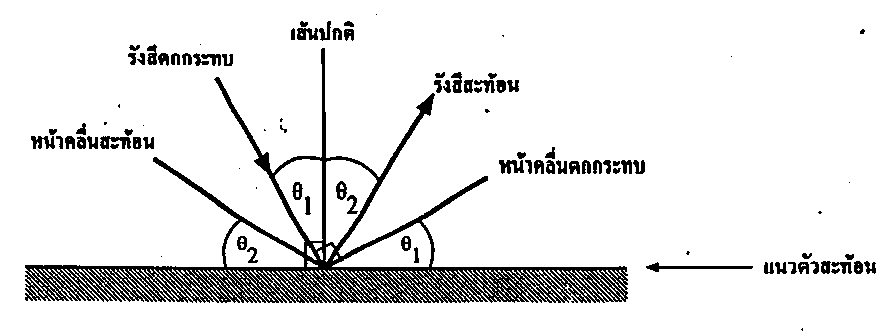 เส้นปกติ
รังสีตกกระทบ
รังสีสะท้อน
หน้าคลื่นสะท้อน
หน้าคลื่นตกกระทบ
θ1 θ2
θ2 θ1
แนวตัวสะท้อน